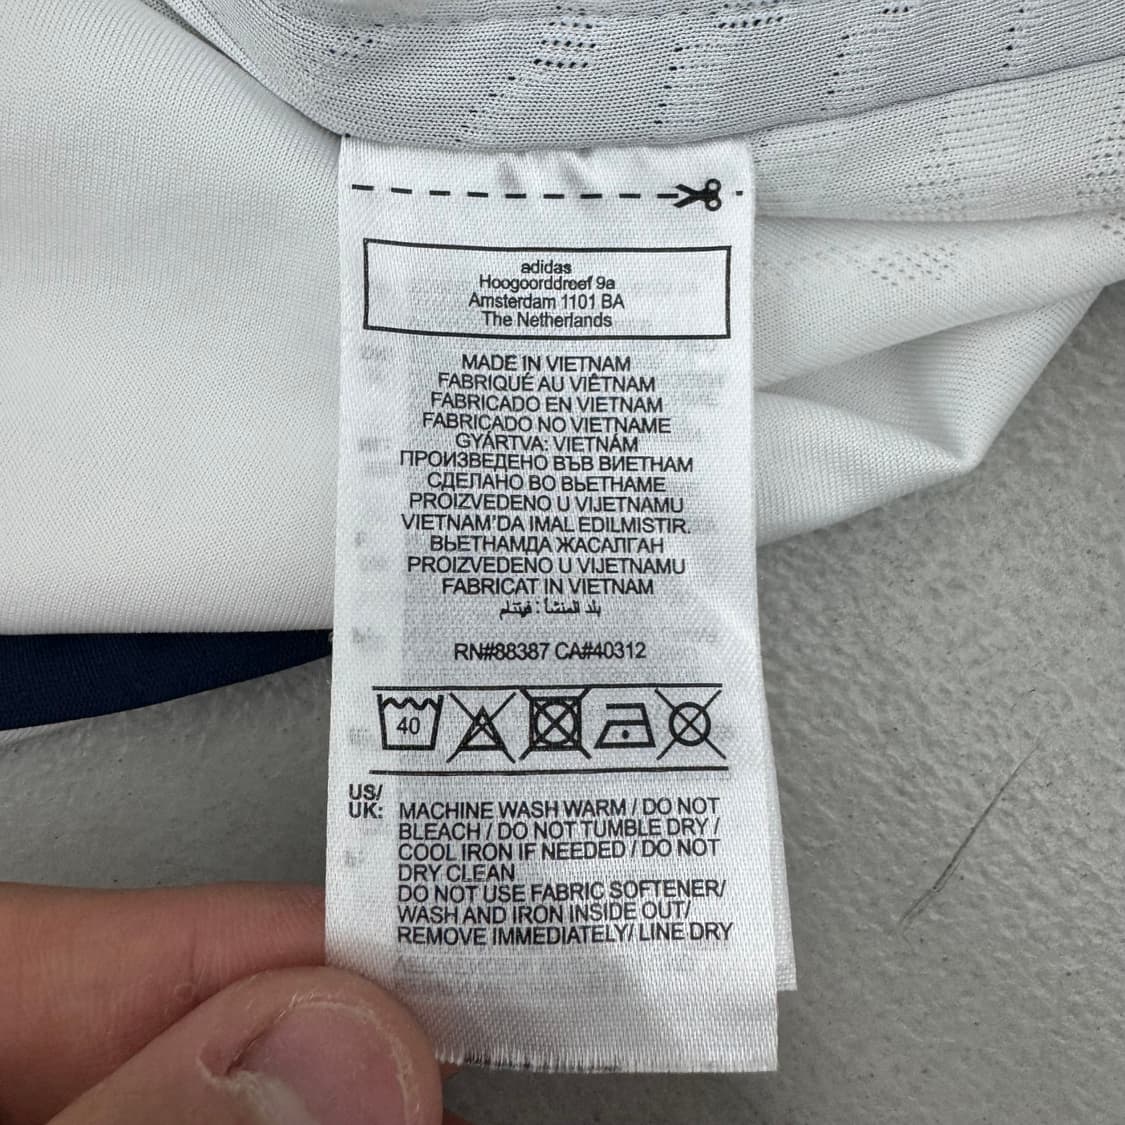 adidas
Hoogoorddreef 9a
Amsterdam 1101 BA
The Netherlands
MADE IN VIETNAM
FABRIQUÉ AU VIÊTNAM
FABRICADO EN VIETNAM
FABRICADO NO VIETNAME
GYÁRTVA: VIETNÁM
ПРОИЗВЕДЕНО ВЪВ ВИЕТНАМ
СДЕЛАНО ВО ВЬЕТНАМЕ
PROIZVEDENO U VIJETNAMU
VIETNAM'DA IMAL EDILMISTIR.
ВЬЕТНАМДА ЖАСАЛҒАН
PROIZVEDENO U VIJETNAMU
FABRICAT IN VIETNAM
بلد المنشأ: فيتنام
RN#88387 CA#40312
40
US/
UK:
MACHINE WASH WARM / DO NOT
BLEACH / DO NOT TUMBLE DRY /
COOL IRON IF NEEDED / DO NOT
DRY CLEAN
DO NOT USE FABRIC SOFTENER/
WASH AND IRON INSIDE OUT/
REMOVE IMMEDIATELY/ LINE DRY